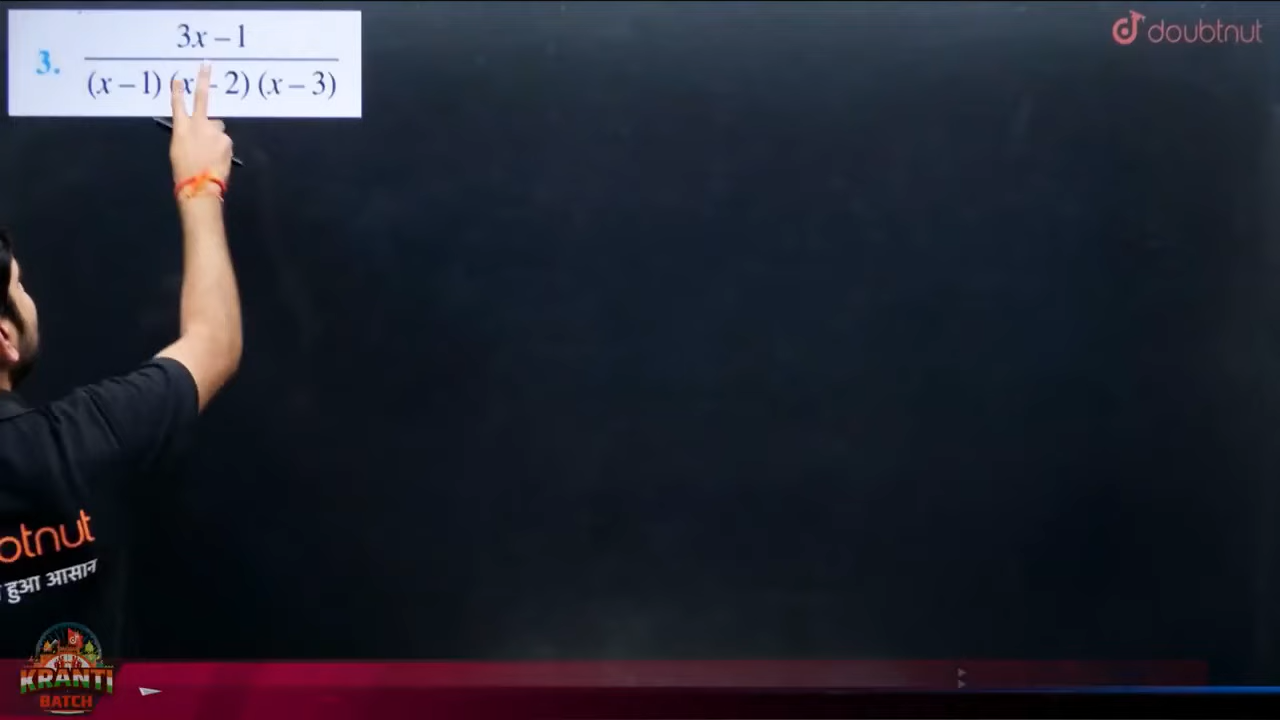 3. 3x – 1
(x – 1) (x – 2) (x – 3)
doubtnut
otnut
हुआ आसान
KRANTI
BATCH